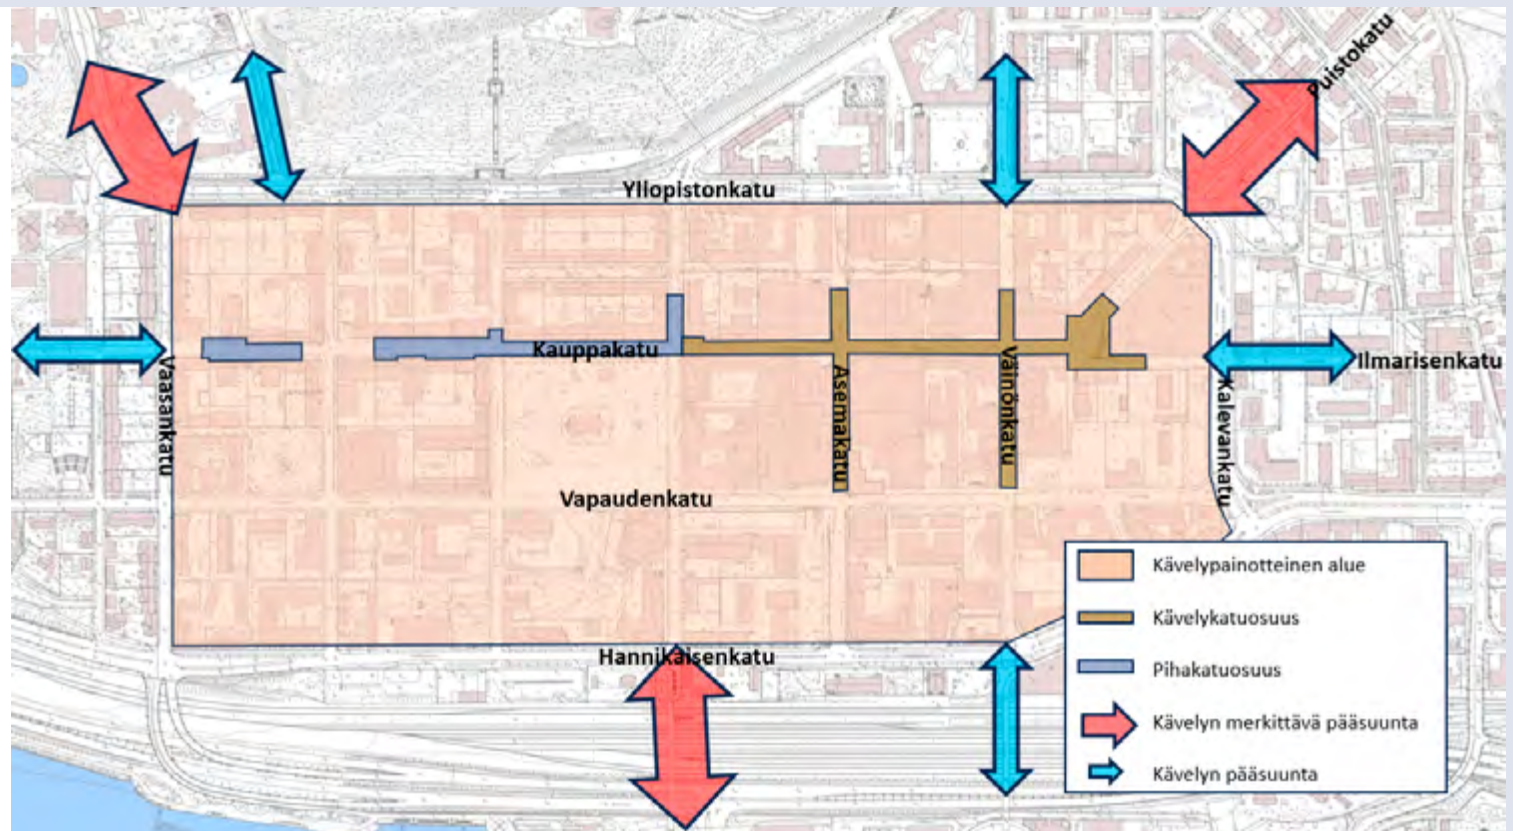 Puistokatu
Yliopistonkatu
Kauppakatu
Vaasankatu
Asemakatu
Väinönkatu
Kalevankatu
Ilmarisenkatu
Vapaudenkatu
Hannikaisenkatu
Kävelypainotteinen alue
Kävelykatuosuus
Pihakatuosuus
Kävelyn merkittävä pääsuunta
Kävelyn pääsuunta